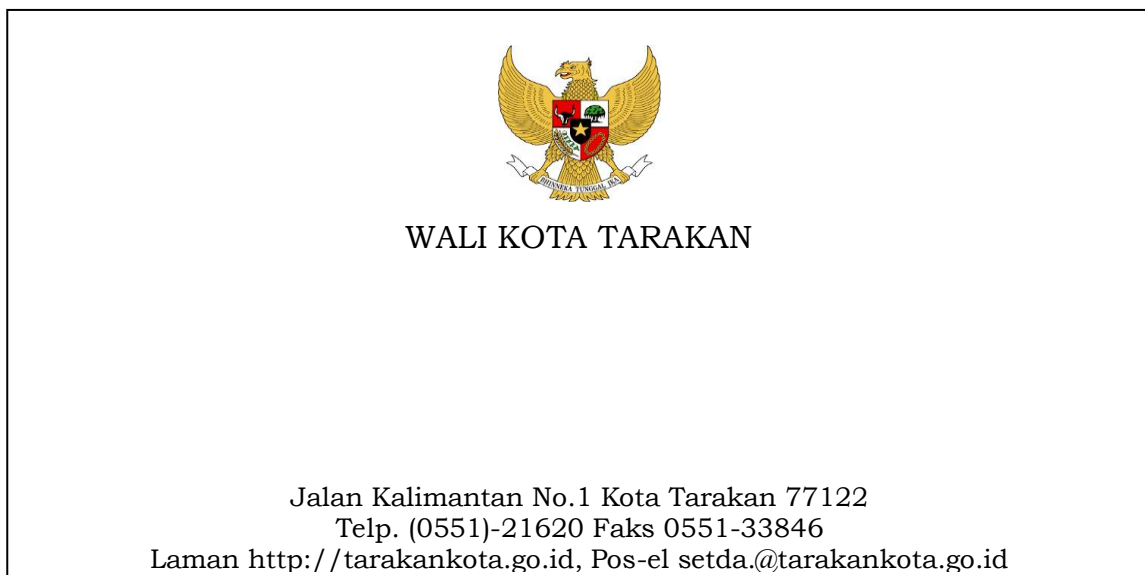 BHINNEKA TUNGGAL IKA
WALI KOTA TARAKAN
Jalan Kalimantan No.1 Kota Tarakan 77122
Telp. (0551)-21620 Faks 0551-33846
Laman http://tarakankota.go.id, Pos-el setda.@tarakankota.go.id